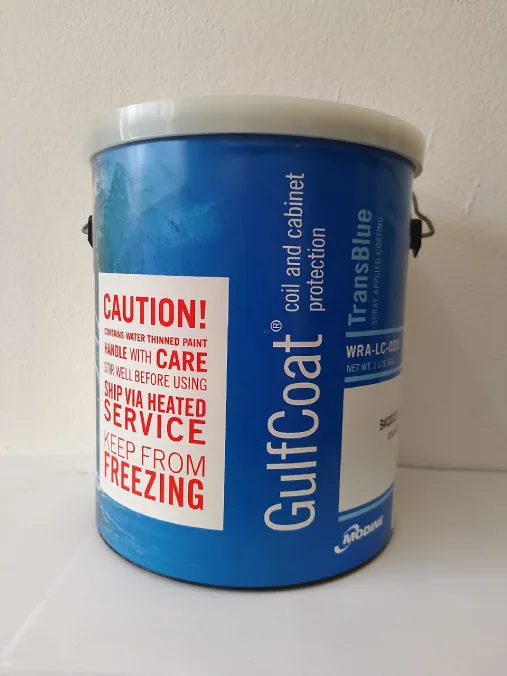 CAUTION!
CONTAINS WATER THINNED PAINT
HANDLE WITH CARE
STIR WELL BEFORE USING
SHIP VIA HEATED
SERVICE
KEEP FROM
FREEZING
GulfCoat®
coil and cabinet
protection
TransBlue
SPRAY APPLIED COATING
NET WT. 1 U.S.
MODINE